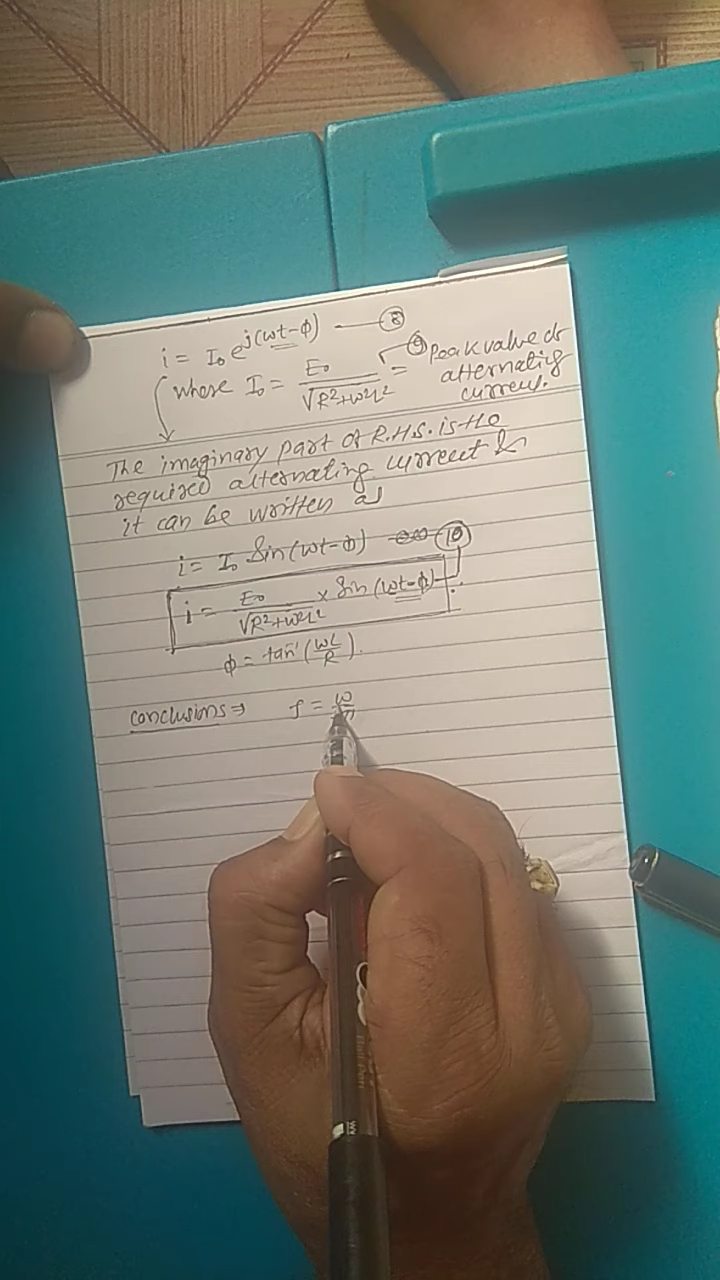 i = I₀ e^j(ωt-ϕ) — ⑧
where I₀ = E₀/√R²+ω²L² = ⑨ Peak value of
alternating
current.
The imaginary part of R.H.S. is the
required alternating current &
it can be written as
i = I₀ Sin(ωt-ϕ) ⑩
i = E₀/√R²+ω²L² × Sin(ωt-ϕ)
ϕ = tan⁻¹(ωL/R).
Conclusions ⇒ f = ω/2π